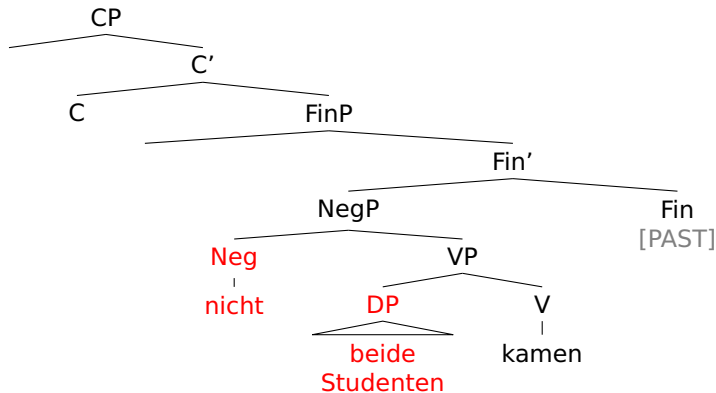 CP
C’
C FinP
Fin’
NegP Fin
[PAST]
Neg VP
nicht DP V
beide kamen
Studenten